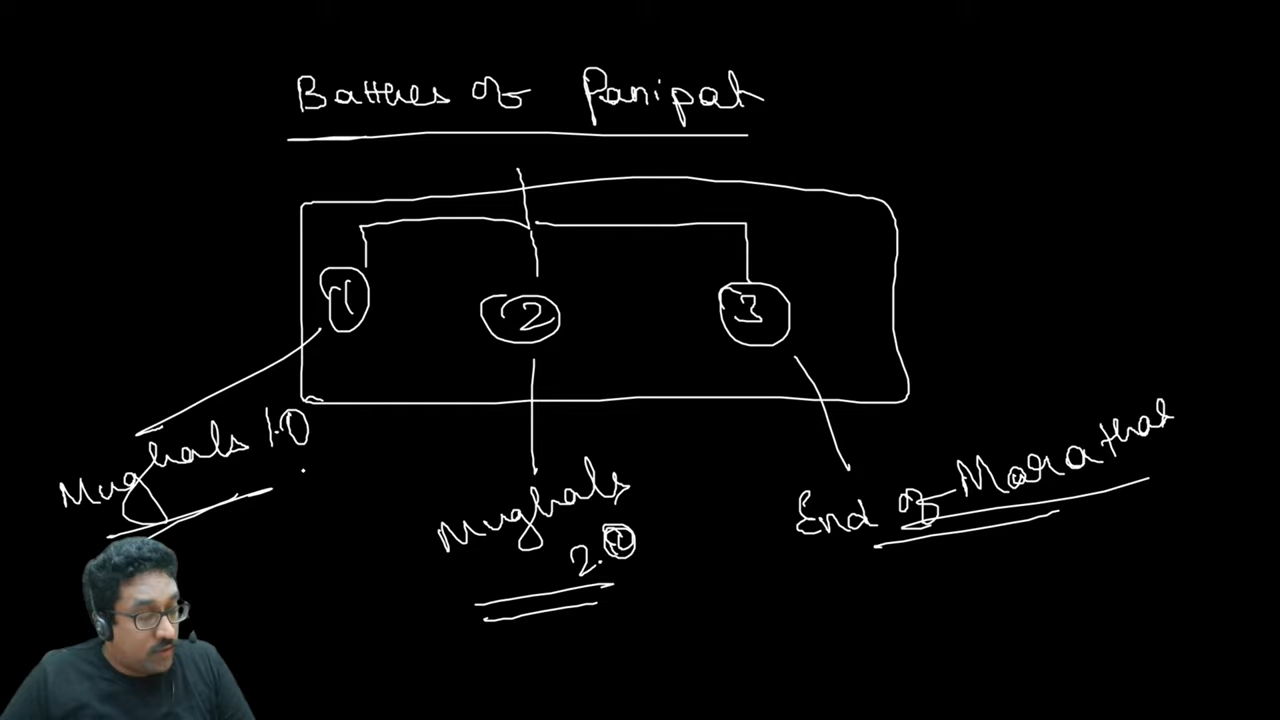 Battles of Panipat
1
2
3
Mughals 1.0
Mughals
2.0
End of Marathas